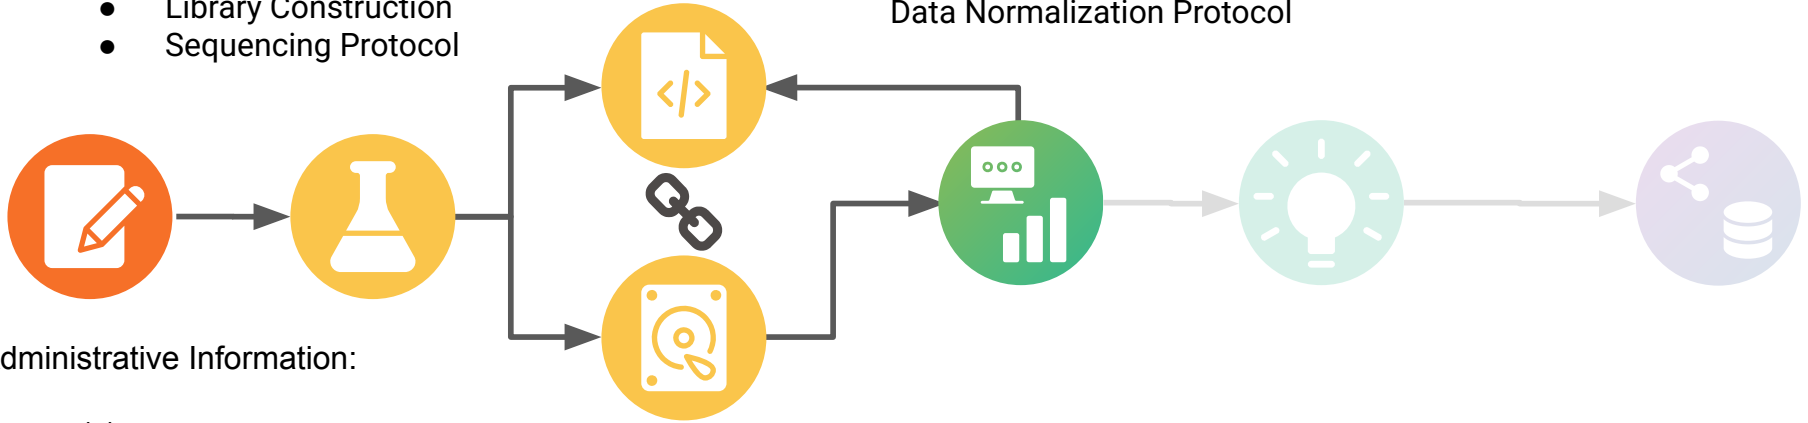 Library Construction
● Sequencing Protocol
Data Normalization Protocol
</>
dministrative Information: